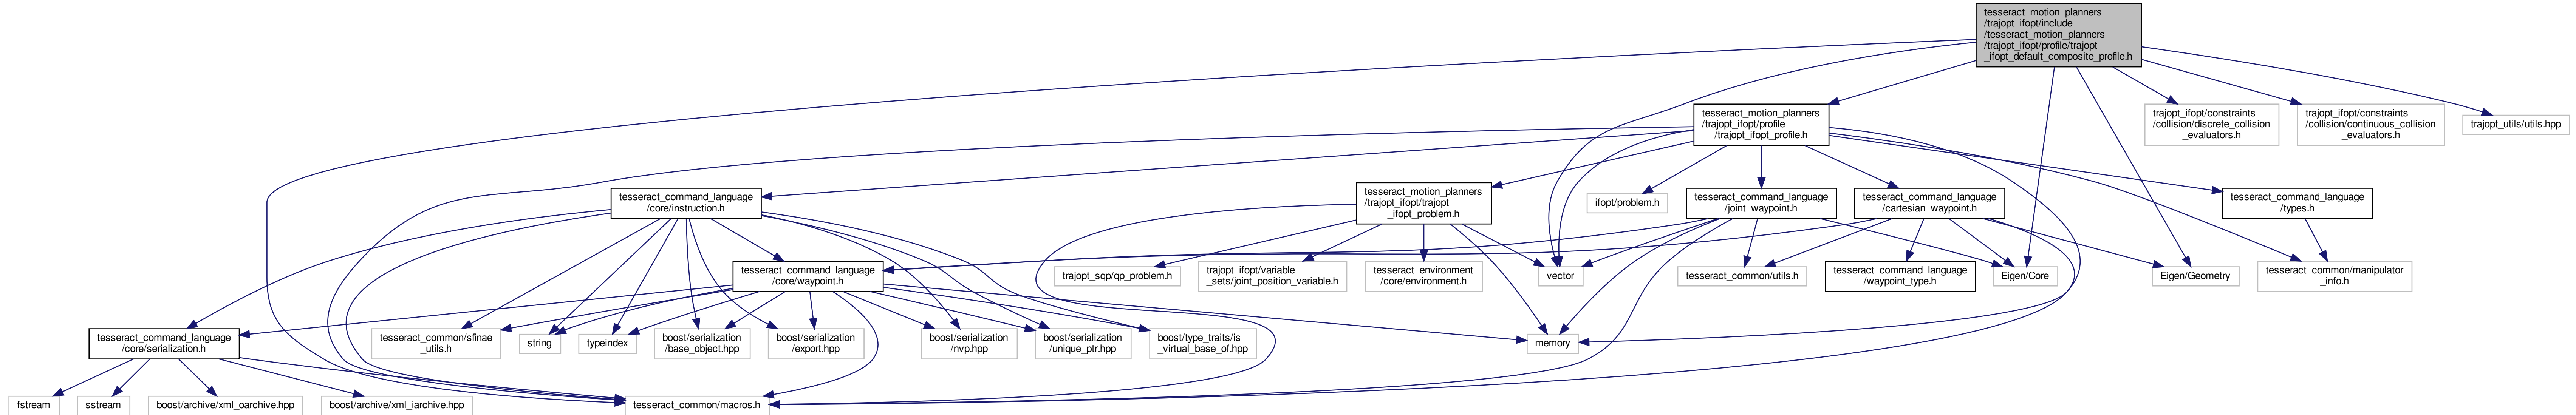 tesseract_motion_planners
/trajopt_ifopt/include
/tesseract_motion_planners
/trajopt_ifopt/profile/trajopt
_ifopt_default_composite_profile.h
tesseract_motion_planners
/trajopt_ifopt/profile
/trajopt_ifopt_profile.h
trajopt_ifopt/constraints
/collision/discrete_collision
_evaluators.h
trajopt_ifopt/constraints
/collision/continuous_collision
_evaluators.h
trajopt_utils/utils.hpp
tesseract_command_language
/core/instruction.h
tesseract_motion_planners
/trajopt_ifopt/trajopt
_ifopt_problem.h
ifopt/problem.h
tesseract_command_language
/joint_waypoint.h
tesseract_command_language
/cartesian_waypoint.h
tesseract_command_language
/types.h
tesseract_command_language
/core/waypoint.h
trajopt_sqp/qp_problem.h
trajopt_ifopt/variable
_sets/joint_position_variable.h
tesseract_environment
/core/environment.h
vector
tesseract_common/utils.h
tesseract_command_language
/waypoint_type.h
Eigen/Core
Eigen/Geometry
tesseract_common/manipulator
_info.h
tesseract_command_language
/core/serialization.h
tesseract_common/sfinae
_utils.h
string
typeindex
boost/serialization
/base_object.hpp
boost/serialization
/export.hpp
boost/serialization
/nvp.hpp
boost/serialization
/unique_ptr.hpp
boost/type_traits/is
_virtual_base_of.hpp
memory
fstream
sstream
boost/archive/xml_oarchive.hpp
boost/archive/xml_iarchive.hpp
tesseract_common/macros.h